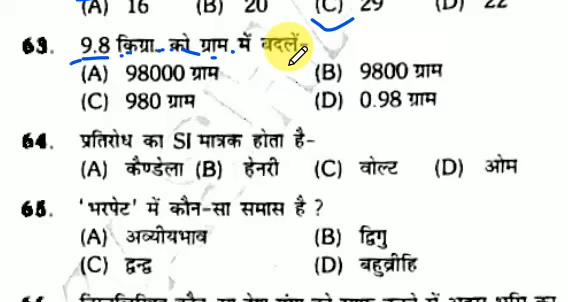 (A) 16 (B) 20 (C) 29 (D) 22
63. 9.8 किग्रा. को ग्राम में बदलें-
(A) 98000 ग्राम (B) 9800 ग्राम
(C) 980 ग्राम (D) 0.98 ग्राम
64. प्रतिरोध का SI मात्रक होता है-
(A) कैण्डेला (B) हेनरी (C) वोल्ट (D) ओम
65. 'भरपेट' में कौन-सा समास है ?
(A) अव्यीयभाव (B) द्विगु
(C) द्वन्द्व (D) बहुव्रीहि